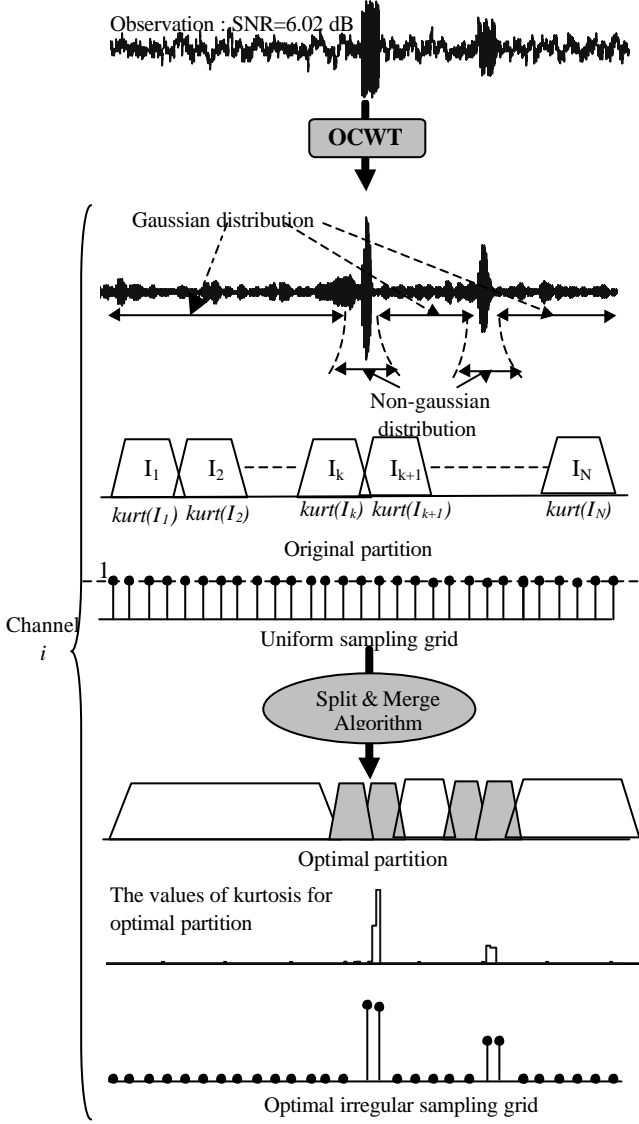 Observation : SNR=6.02 dB
OCWT
Gaussian distribution
Non-gaussian
distribution
I1 I2 Ik Ik+1 IN
kurt(I1) kurt(I2) kurt(Ik) kurt(Ik+1) kurt(IN)
Original partition
1
Channel
i
Uniform sampling grid
Split & Merge
Algorithm
Optimal partition
The values of kurtosis for
optimal partition
Optimal irregular sampling grid